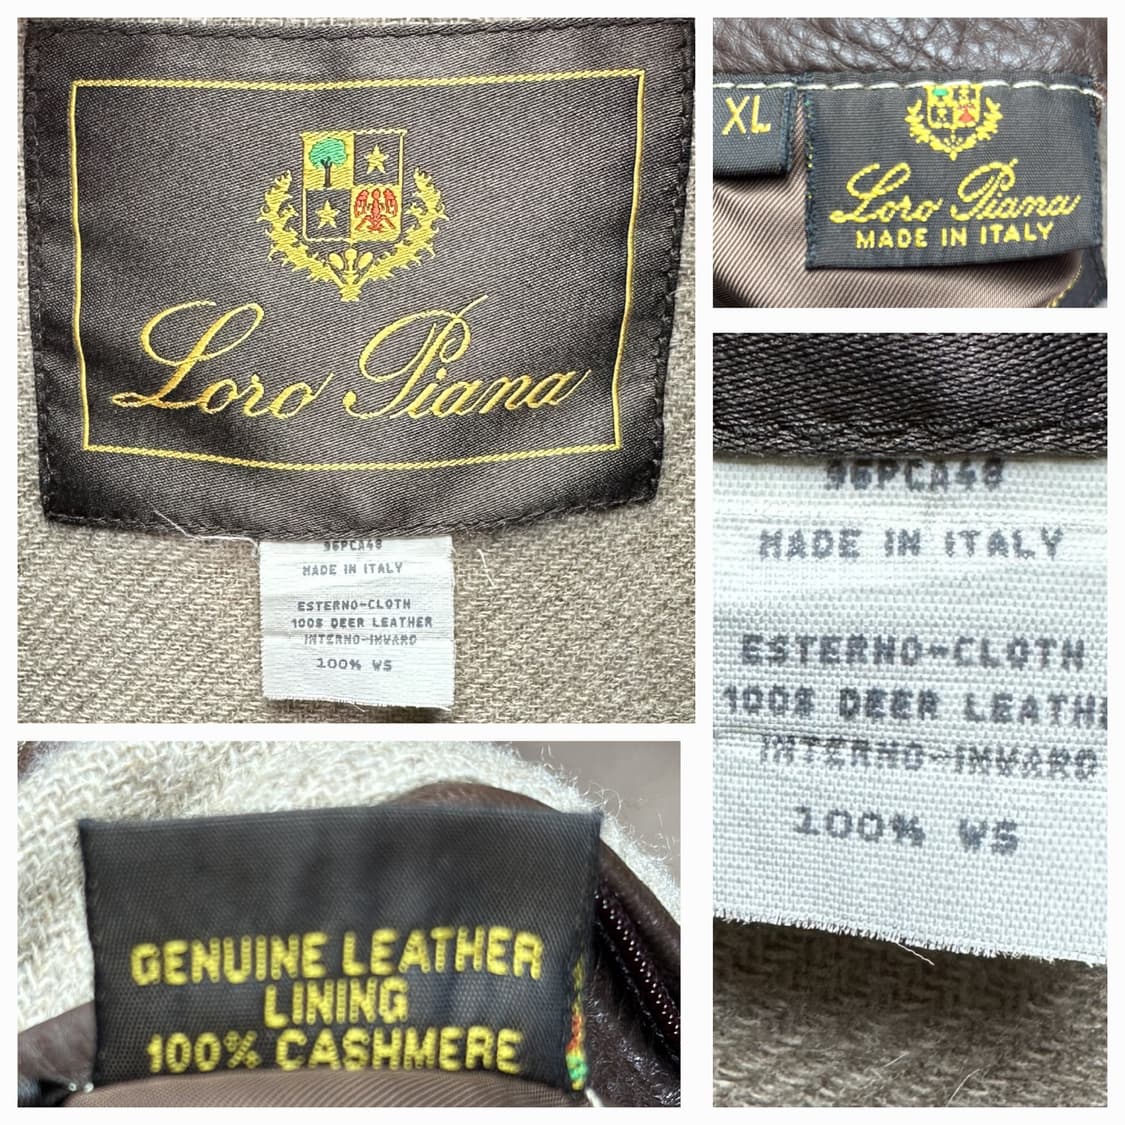 Loro Piana
96PCA48
MADE IN ITALY
ESTERNO-CLOTH
100% DEER LEATHER
INTERNO-INVARO
100% WS
XL
Loro Piana
MADE IN ITALY
96PCA48
MADE IN ITALY
ESTERNO-CLOTH
100% DEER LEATHE
INTERNO-INVARO
100% WS
GENUINE LEATHER
LINING
100% CASHMERE